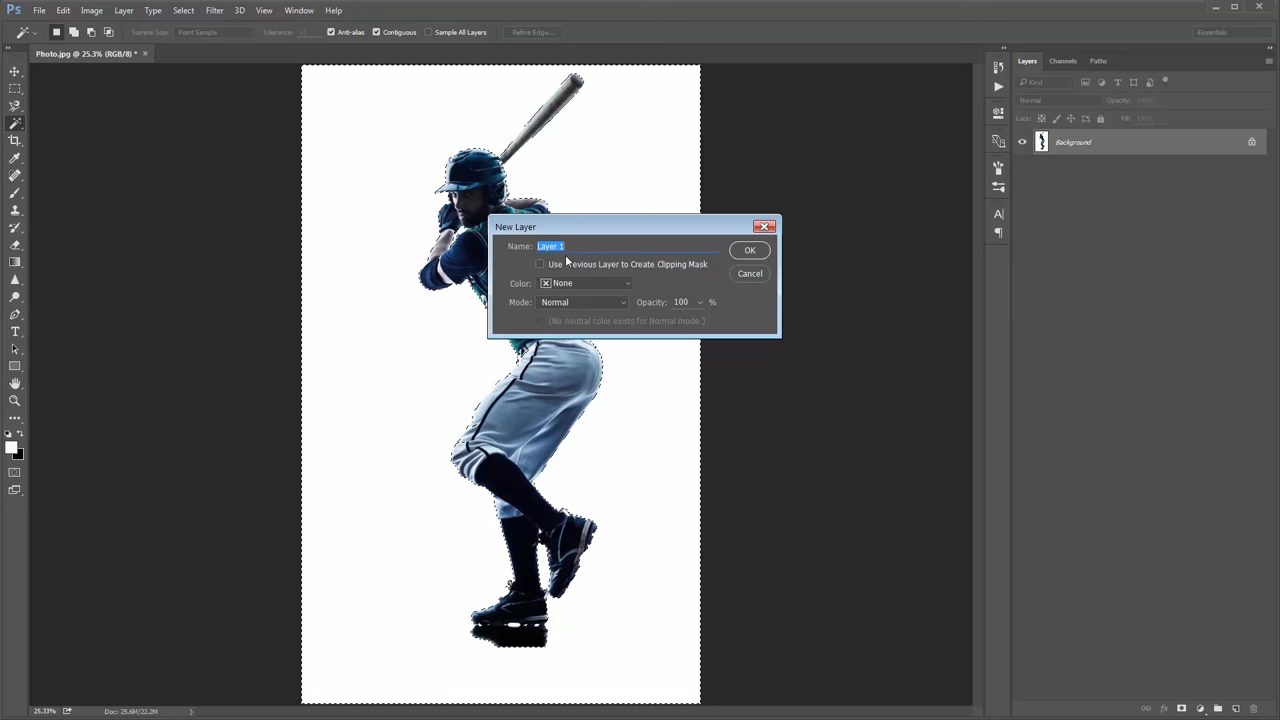 Ps File Edit Image Layer Type Select Filter 3D View Window Help
Sample Size: Point Sample Tolerance: Anti-alias Contiguous Sample All Layers Refine Edge... Essentials
Photo.jpg @ 25.3% (RGB/8) *
Layers Channels Paths
Kind
Normal Opacity: 100%
Lock: Fill: 100%
Background
New Layer
Name: Layer 1 OK
Use Previous Layer to Create Clipping Mask
Cancel
Color: None
Mode: Normal Opacity: 100 %
(No neutral color exists for Normal mode.)
25.33% Doc: 25.6M/22.2M